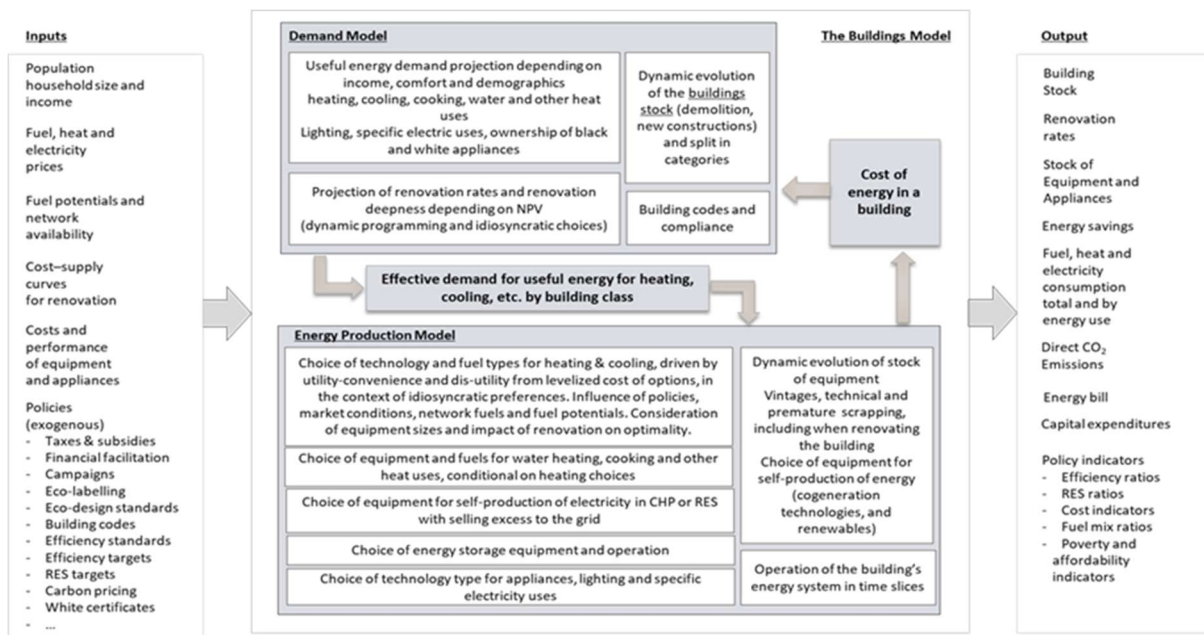 Inputs
Population
household size and
income
Fuel, heat and
electricity
prices
Fuel potentials and
network
availability
Cost–supply
curves
for renovation
Costs and
performance
of equipment
and appliances
Policies
(exogenous)
- Taxes & subsidies
- Financial facilitation
- Campaigns
- Eco-labelling
- Eco-design standards
- Building codes
- Efficiency standards
- Efficiency targets
- RES targets
- Carbon pricing
- White certificates
- ...
The Buildings Model
Demand Model
Useful energy demand projection depending on
income, comfort and demographics
heating, cooling, cooking, water and other heat
uses
Lighting, specific electric uses, ownership of black
and white appliances
Dynamic evolution
of the buildings
stock (demolition,
new constructions)
and split in
categories
Projection of renovation rates and renovation
deepness depending on NPV
(dynamic programming and idiosyncratic choices)
Building codes and
compliance
Cost of
energy in a
building
Effective demand for useful energy for heating,
cooling, etc. by building class
Energy Production Model
Choice of technology and fuel types for heating & cooling, driven by
utility-convenience and dis-utility from levelized cost of options, in
the context of idiosyncratic preferences. Influence of policies,
market conditions, network fuels and fuel potentials. Consideration
of equipment sizes and impact of renovation on optimality.
Choice of equipment and fuels for water heating, cooking and other
heat uses, conditional on heating choices
Choice of equipment for self-production of electricity in CHP or RES
with selling excess to the grid
Choice of energy storage equipment and operation
Choice of technology type for appliances, lighting and specific
electricity uses
Dynamic evolution of stock
of equipment
Vintages, technical and
premature scrapping,
including when renovating
the building
Choice of equipment for
self-production of energy
(cogeneration
technologies, and
renewables)
Operation of the building's
energy system in time slices
Output
Building
Stock
Renovation
rates
Stock of
Equipment and
Appliances
Energy savings
Fuel, heat and
electricity
consumption
total and by
energy use
Direct CO₂
Emissions
Energy bill
Capital expenditures
Policy indicators
- Efficiency ratios
- RES ratios
- Cost indicators
- Fuel mix ratios
- Poverty and
affordability
indicators